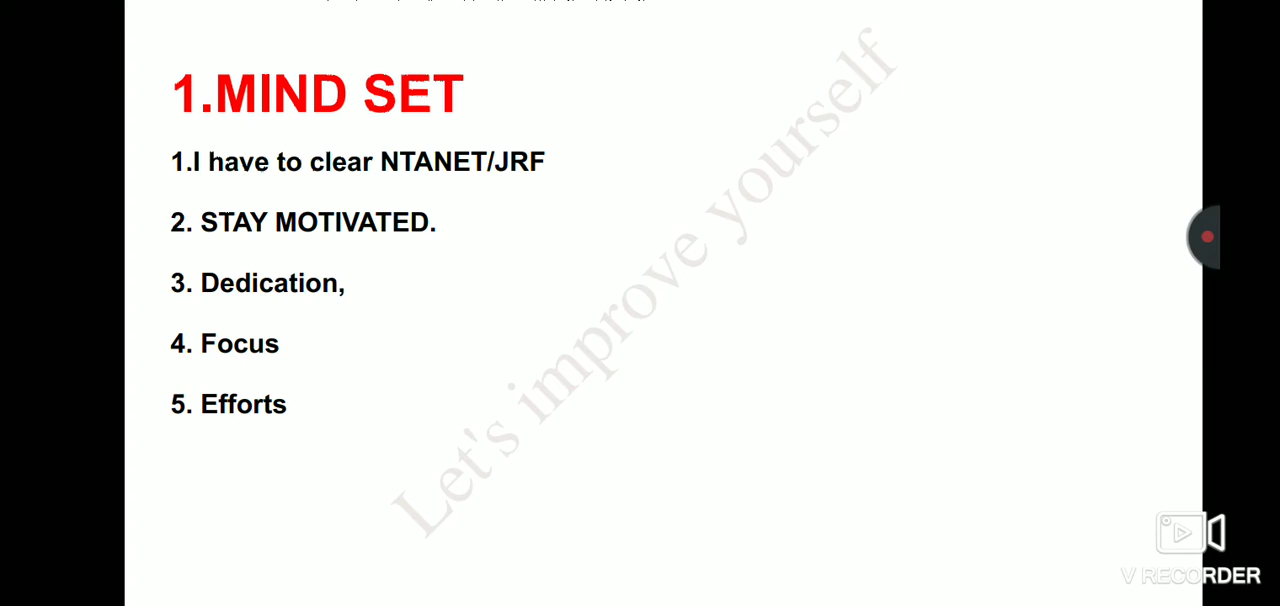 1.MIND SET
1.I have to clear NTANET/JRF
2. STAY MOTIVATED.
3. Dedication,
4. Focus
5. Efforts
Let's improve yourself
V RECORDER